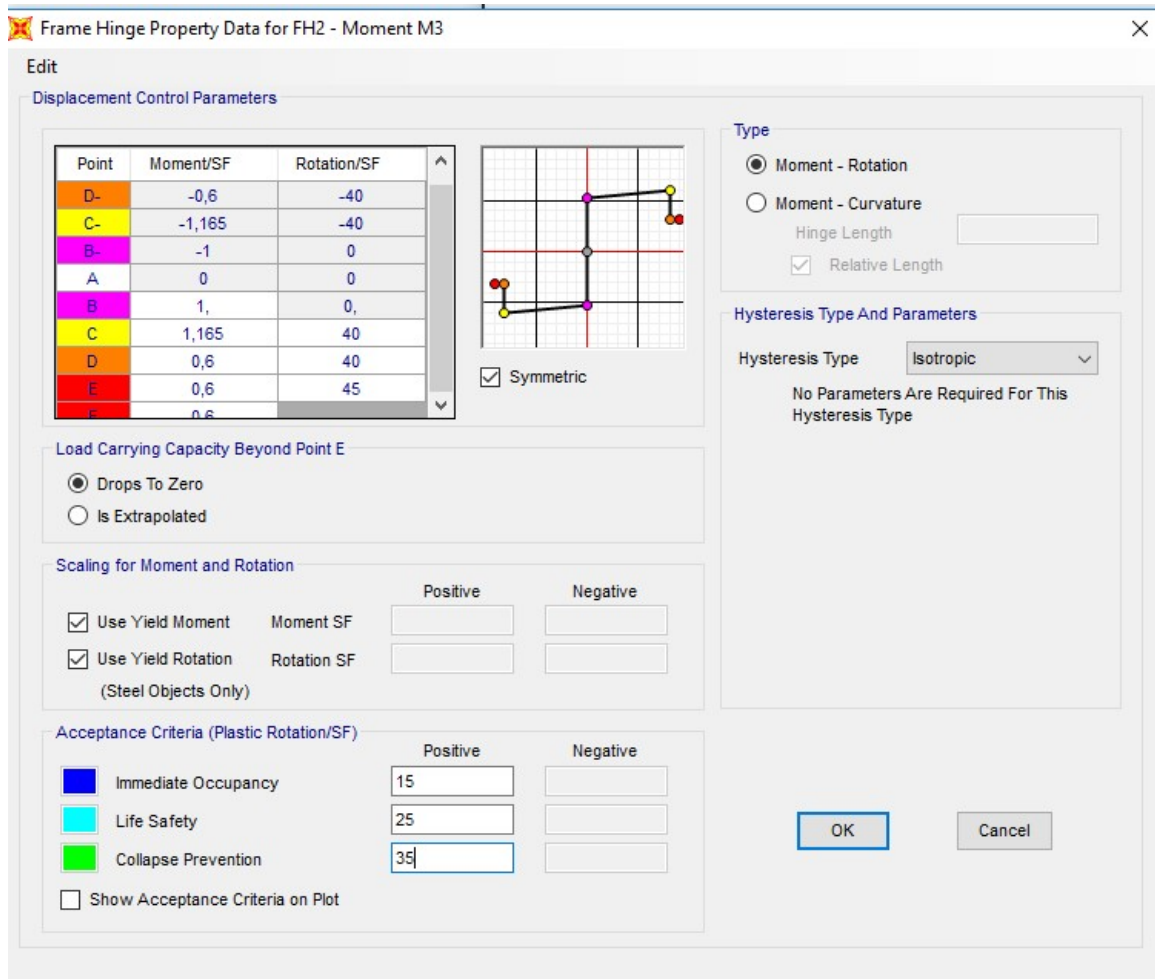 Frame Hinge Property Data for FH2 - Moment M3
Edit
Displacement Control Parameters
Point Moment/SF Rotation/SF
D- -0,6 -40
C- -1,165 -40
B- -1 0
A 0 0
B 1, 0,
C 1,165 40
D 0,6 40
E 0,6 45
0,6
Symmetric
Type
Moment - Rotation
Moment - Curvature
Hinge Length
Relative Length
Hysteresis Type And Parameters
Hysteresis Type Isotropic
No Parameters Are Required For This
Hysteresis Type
Load Carrying Capacity Beyond Point E
Drops To Zero
Is Extrapolated
Scaling for Moment and Rotation
Positive Negative
Use Yield Moment Moment SF
Use Yield Rotation Rotation SF
(Steel Objects Only)
Acceptance Criteria (Plastic Rotation/SF)
Positive Negative
Immediate Occupancy 15
Life Safety 25
Collapse Prevention 35
Show Acceptance Criteria on Plot
OK Cancel